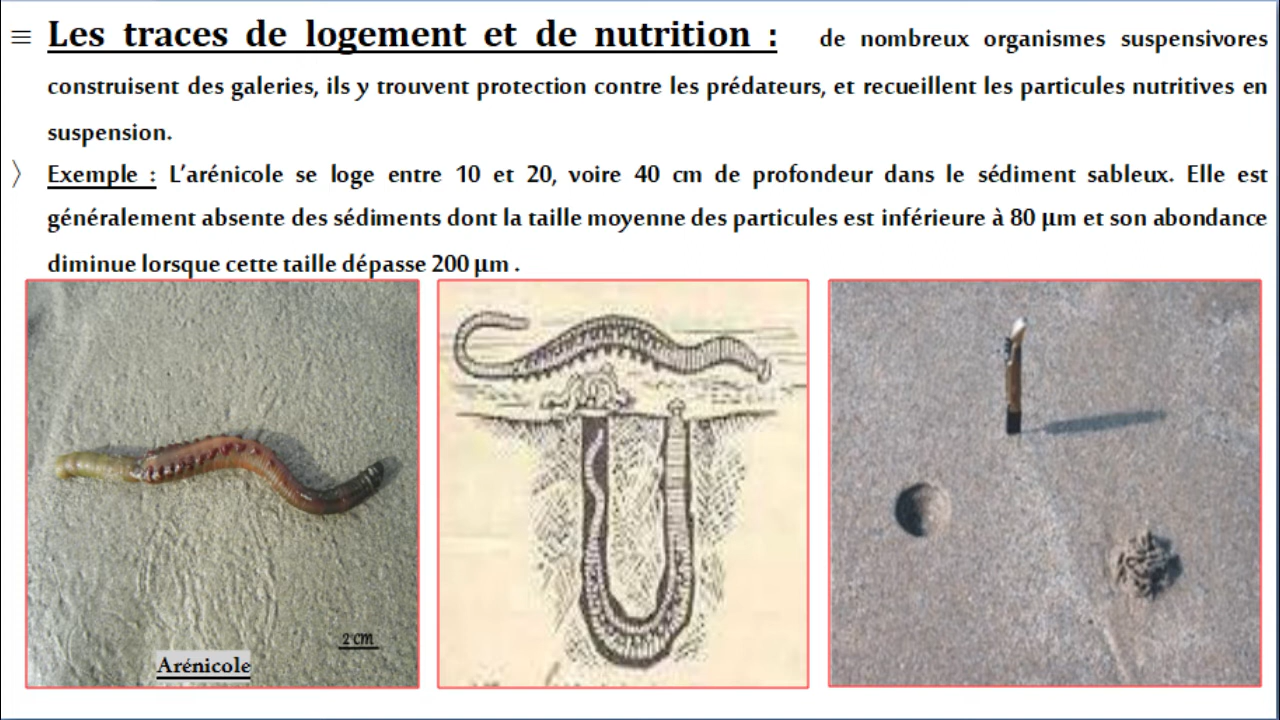 ≡ Les traces de logement et de nutrition : de nombreux organismes suspensivores
construisent des galeries, ils y trouvent protection contre les prédateurs, et recueillent les particules nutritives en
suspension.
〉 Exemple : L’arénicole se loge entre 10 et 20, voire 40 cm de profondeur dans le sédiment sableux. Elle est
généralement absente des sédiments dont la taille moyenne des particules est inférieure à 80 µm et son abondance
diminue lorsque cette taille dépasse 200 µm .
2 cm
Arénicole